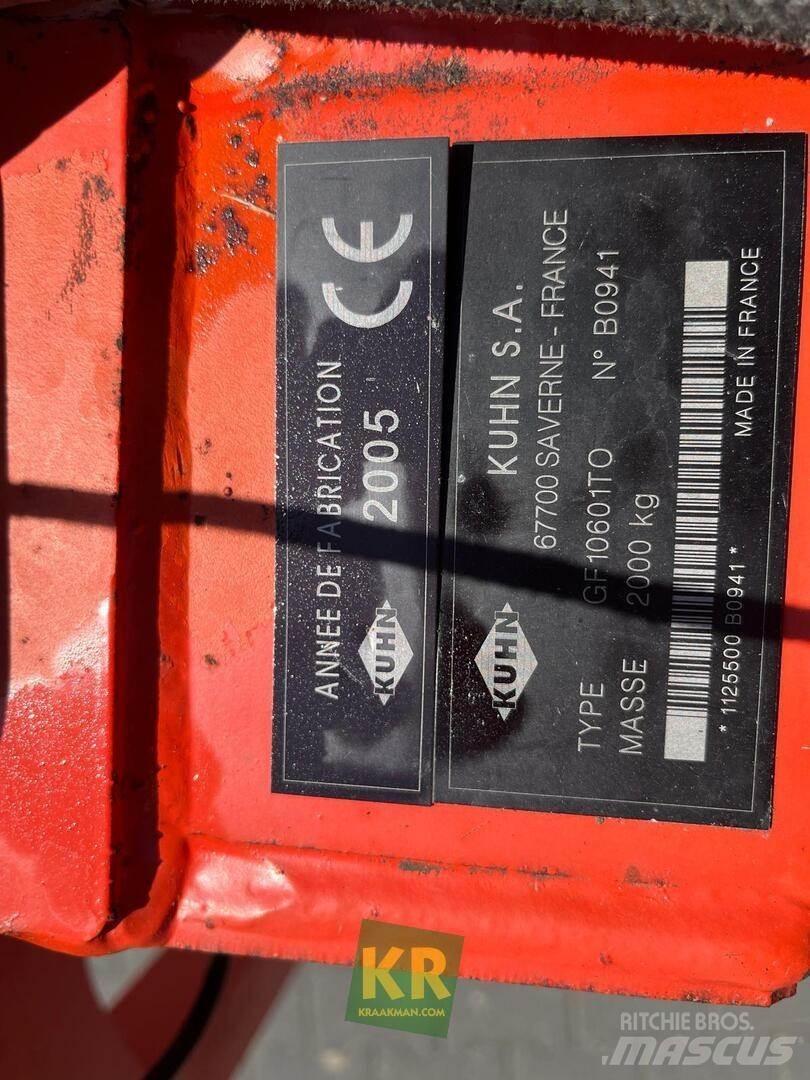 ANNEE DE FABRICATION
KUHN
2005
CE
KUHN S.A.
67700 SAVERNE - FRANCE
KUHN
TYPE GF10601TO N° B0941
MASSE 2000 kg
* 1125500 B0941 *
MADE IN FRANCE
KR
KRAAKMAN.COM
RITCHIE BROS.
MASCUS